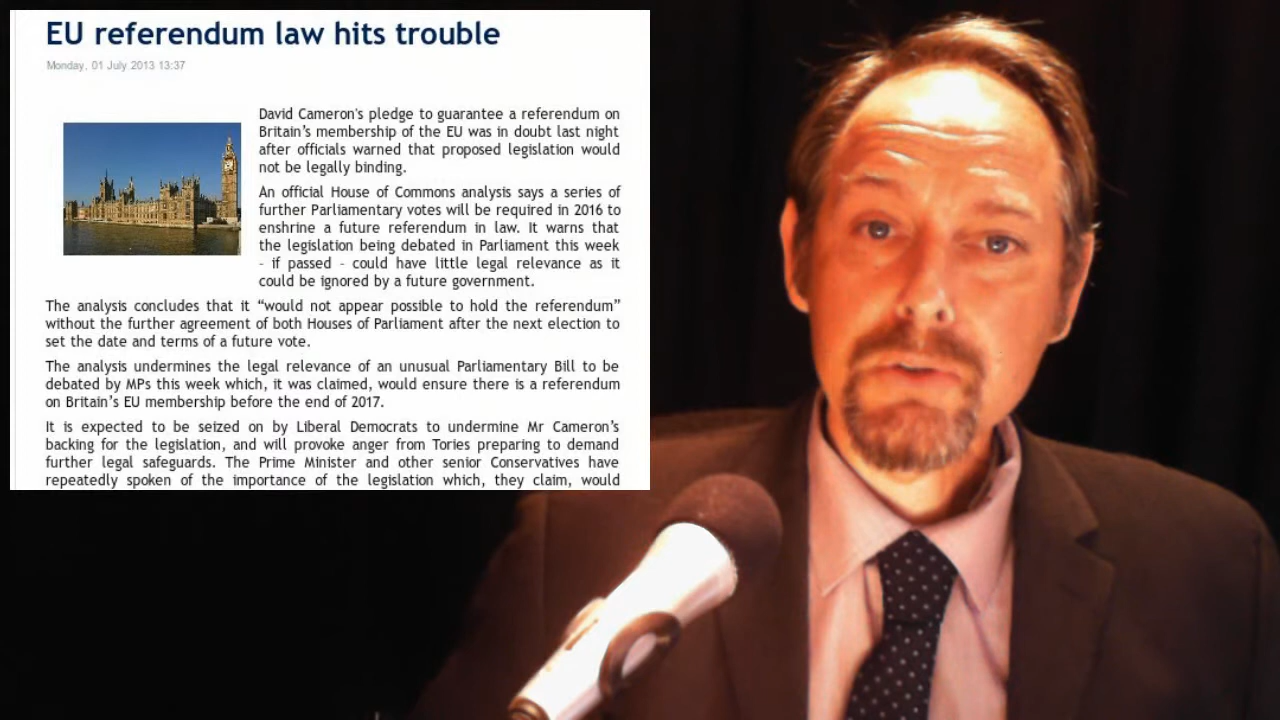 EU referendum law hits trouble
Monday, 01 July 2013 13:37
David Cameron's pledge to guarantee a referendum on
Britain's membership of the EU was in doubt last night
after officials warned that proposed legislation would
not be legally binding.
An official House of Commons analysis says a series of
further Parliamentary votes will be required in 2016 to
enshrine a future referendum in law. It warns that
the legislation being debated in Parliament this week
- if passed - could have little legal relevance as it
could be ignored by a future government.
The analysis concludes that it “would not appear possible to hold the referendum”
without the further agreement of both Houses of Parliament after the next election to
set the date and terms of a future vote.
The analysis undermines the legal relevance of an unusual Parliamentary Bill to be
debated by MPs this week which, it was claimed, would ensure there is a referendum
on Britain’s EU membership before the end of 2017.
It is expected to be seized on by Liberal Democrats to undermine Mr Cameron’s
backing for the legislation, and will provoke anger from Tories preparing to demand
further legal safeguards. The Prime Minister and other senior Conservatives have
repeatedly spoken of the importance of the legislation which, they claim, would